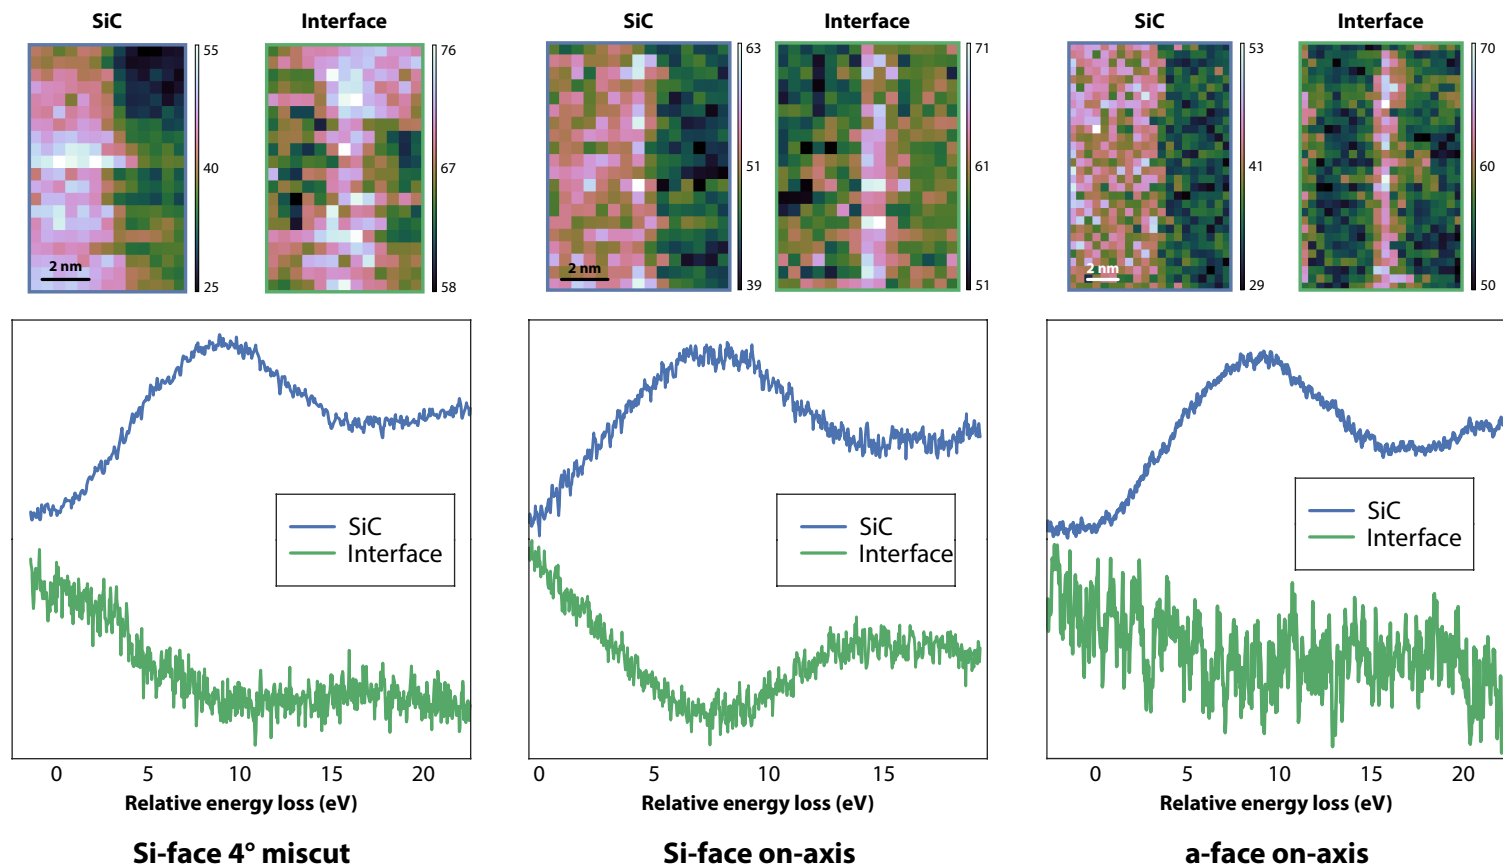 SiC
Interface
SiC
Interface
SiC
Interface
55
40
25
2 nm
76
67
58
63
51
39
2 nm
71
61
51
53
41
29
2 nm
70
60
50
SiC
Interface
SiC
Interface
SiC
Interface
0 5 10 20
0 5 10 15
0 5 10 20
Relative energy loss (eV)
Relative energy loss (eV)
Relative energy loss (eV)
Si-face 4° miscut
Si-face on-axis
a-face on-axis